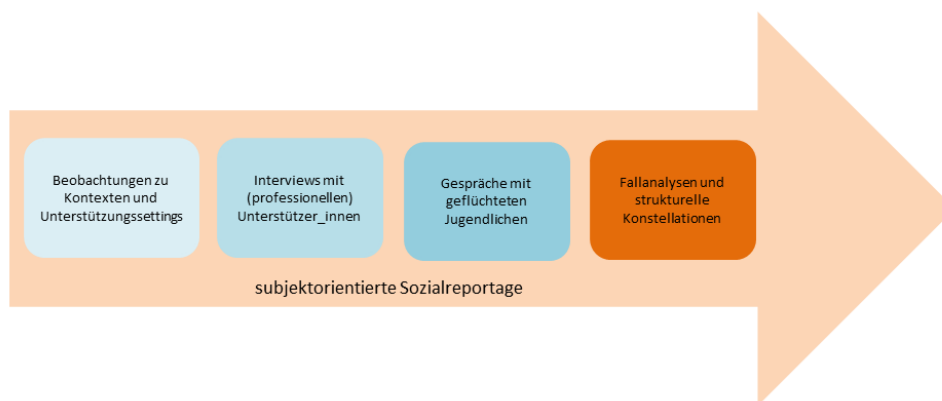 Beobachtungen zu
Kontexten und
Unterstützungssettings
Interviews mit
(professionellen)
Unterstützer_innen
Gespräche mit
geflüchteten
Jugendlichen
Fallanalysen und
strukturelle
Konstellationen
subjektorientierte Sozialreportage